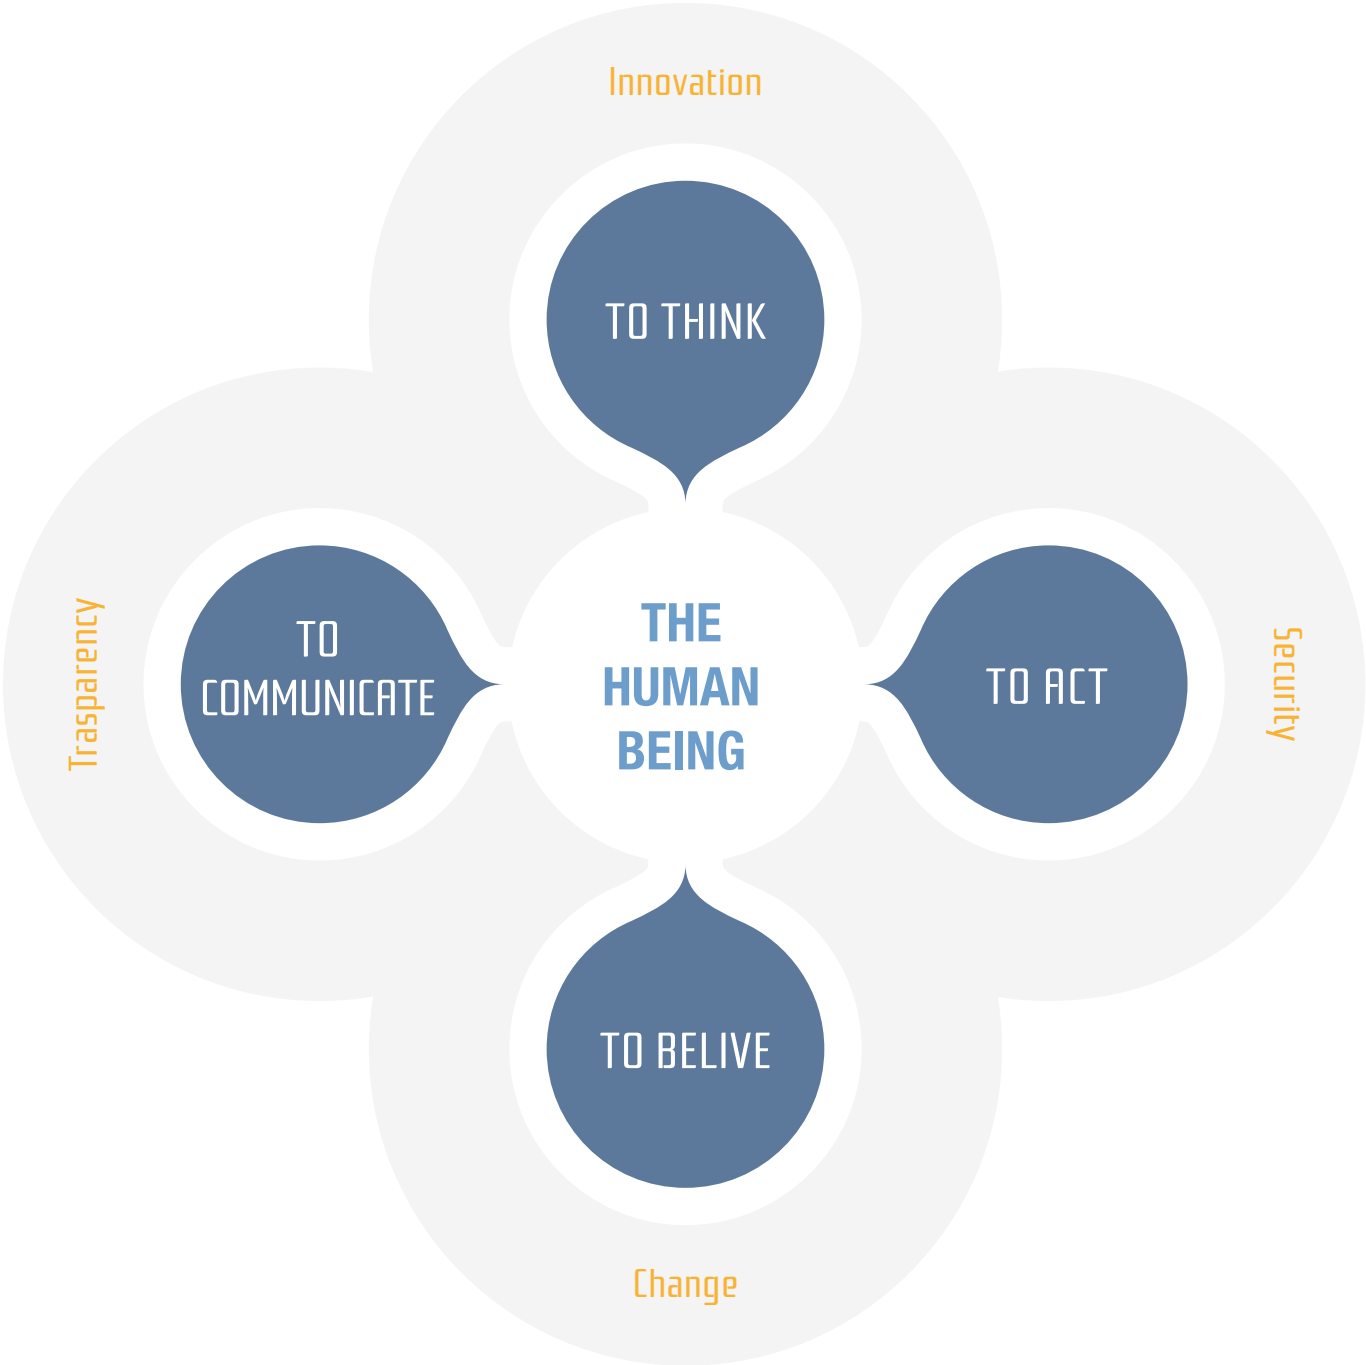 Innovation
TO THINK
Trasparency
TO
COMMUNICATE
THE
HUMAN
BEING
TO ACT
Security
TO BELIVE
Change